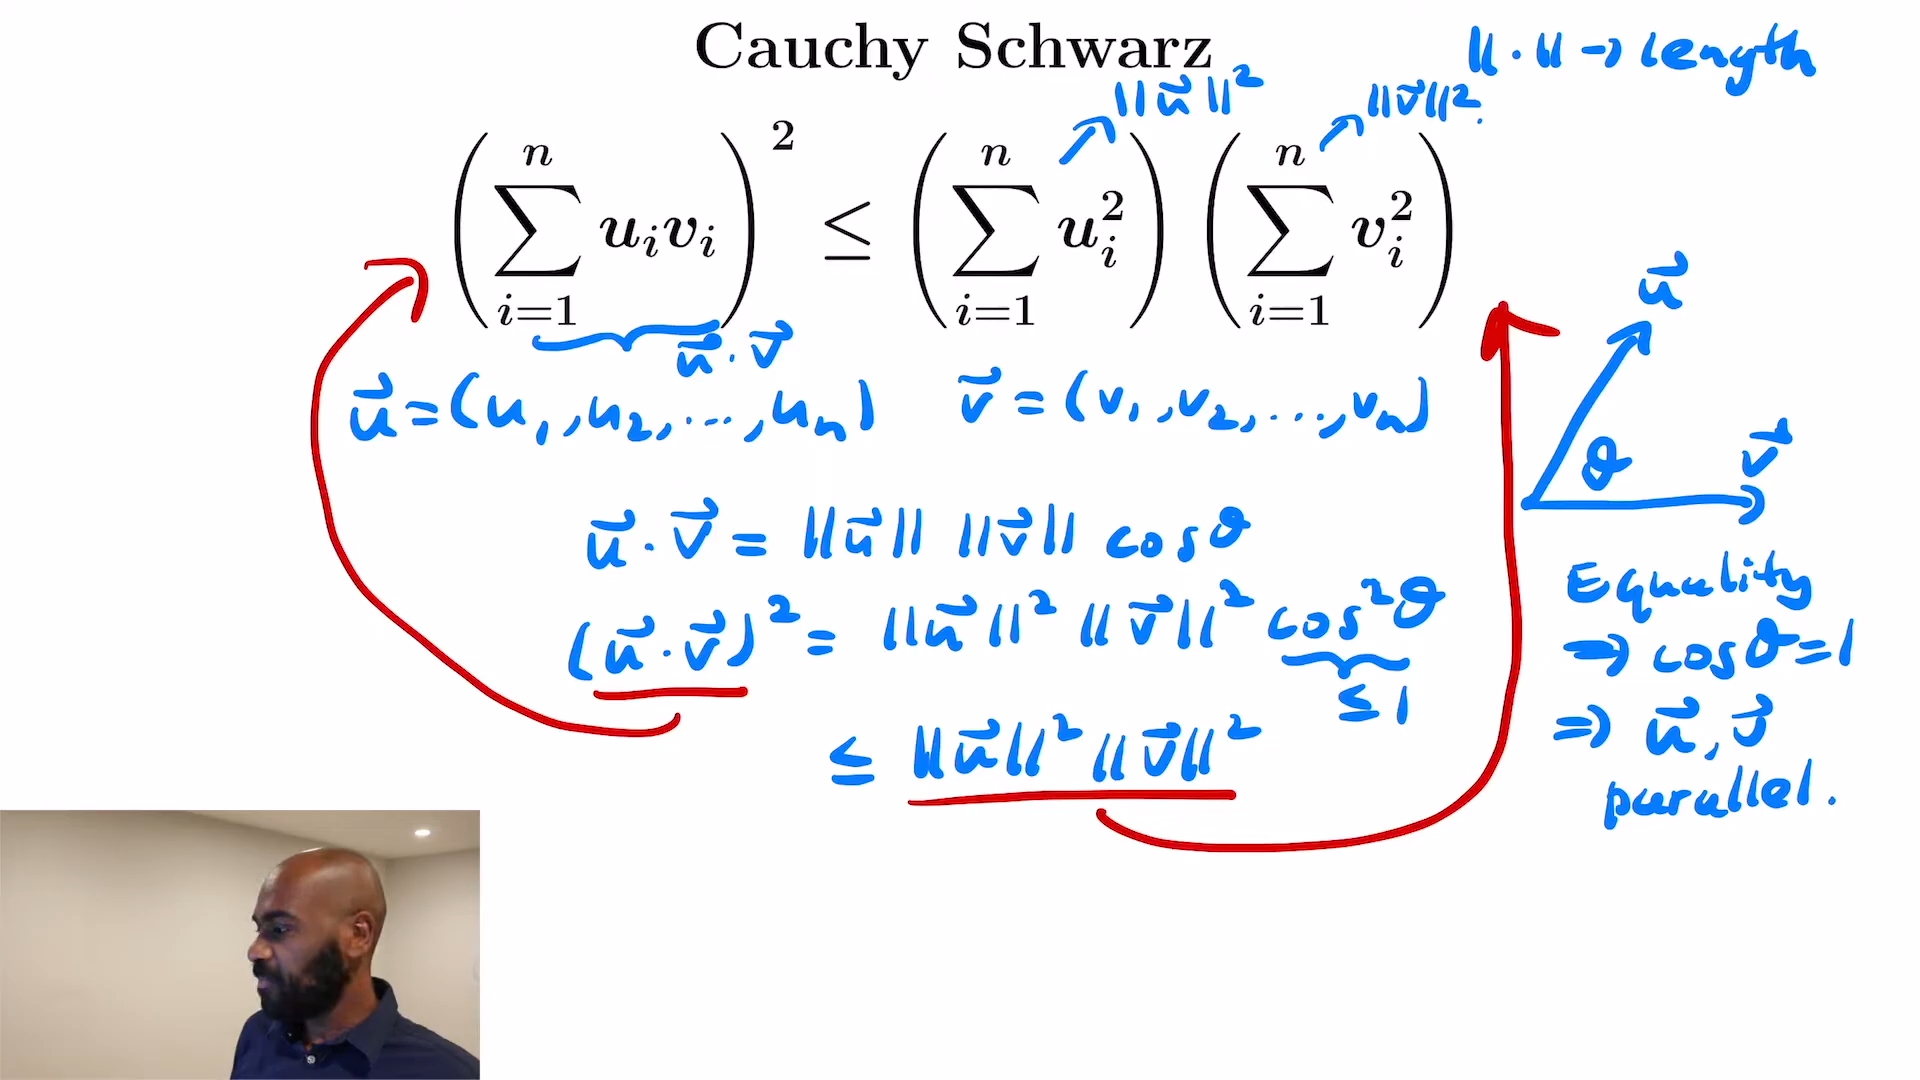 Cauchy Schwarz
‖·‖ → length
‖u⃗‖² ‖v⃗‖².
(∑_{i=1}^{n} u_i v_i)² ≤ (∑_{i=1}^{n} u_i²) (∑_{i=1}^{n} v_i²)
u⃗ · v⃗
u⃗ = (u₁, u₂, ..., uₙ) v⃗ = (v₁, v₂, ..., vₙ)
u⃗
θ v⃗
u⃗ · v⃗ = ‖u⃗‖ ‖v⃗‖ cos θ
(u⃗ · v⃗)² = ‖u⃗‖² ‖v⃗‖² cos² θ
≤ 1
≤ ‖u⃗‖² ‖v⃗‖²
Equality
⇒ cos θ = 1
⇒ u⃗, v⃗
parallel.